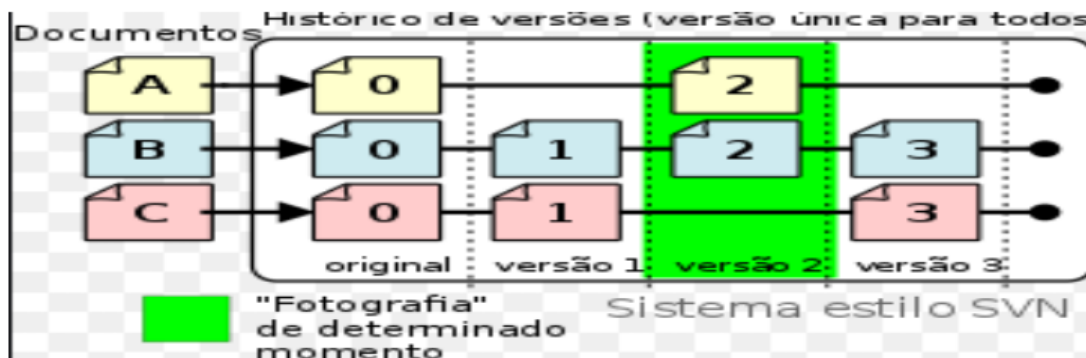 Histórico de versões (versão única para todos
Documentos
A 0 2
B 0 1 2 3
C 0 1 3
original versão 1 versão 2 versão 3
"Fotografia"
de determinado
momento
Sistema estilo SVN